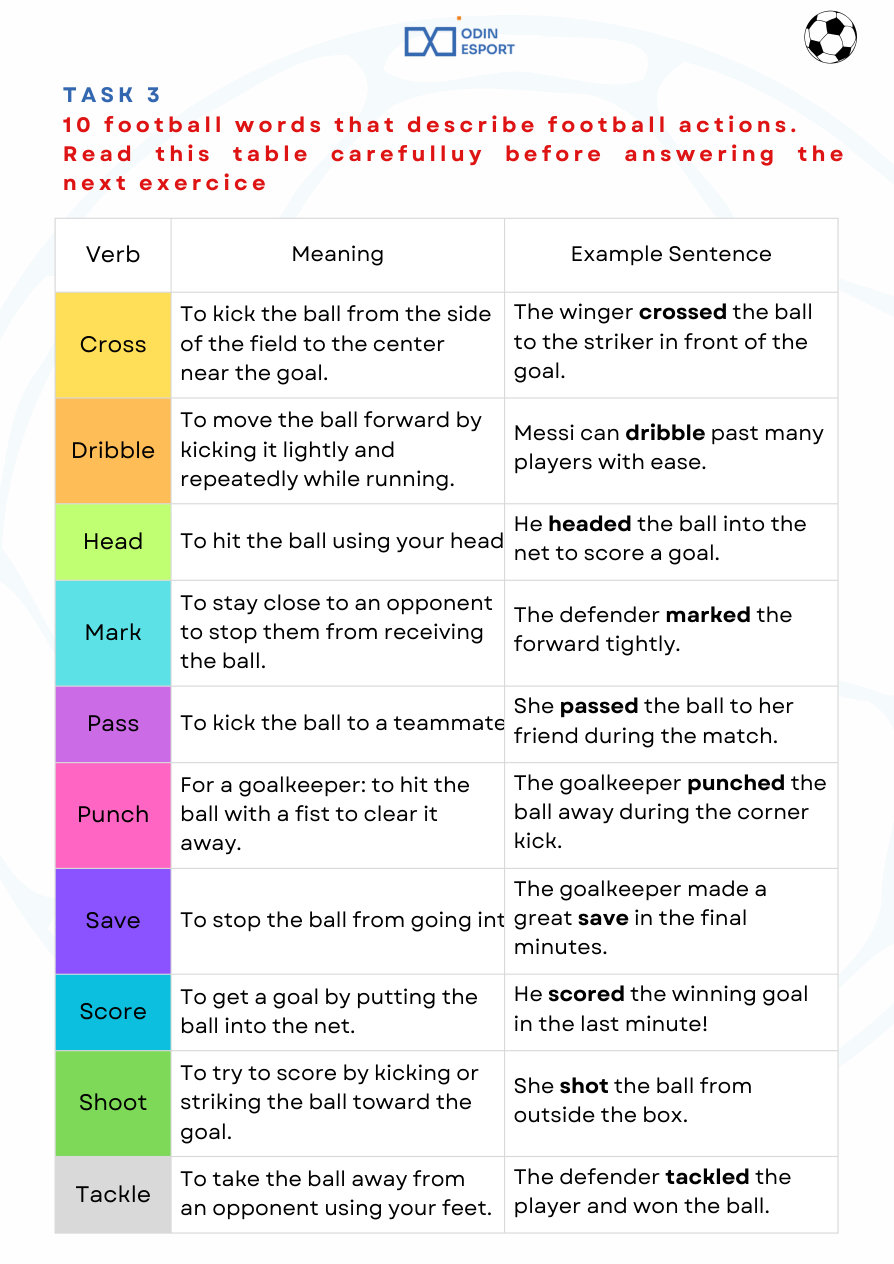 ODIN
ESPORT
TASK 3
10 football words that describe football actions.
Read this table carefulluy before answering the
next exercice
Verb
Meaning
Example Sentence
Cross
To kick the ball from the side
of the field to the center
near the goal.
The winger crossed the ball
to the striker in front of the
goal.
Dribble
To move the ball forward by
kicking it lightly and
repeatedly while running.
Messi can dribble past many
players with ease.
Head
To hit the ball using your head
He headed the ball into the
net to score a goal.
Mark
To stay close to an opponent
to stop them from receiving
the ball.
The defender marked the
forward tightly.
Pass
To kick the ball to a teammate
She passed the ball to her
friend during the match.
Punch
For a goalkeeper: to hit the
ball with a fist to clear it
away.
The goalkeeper punched the
ball away during the corner
kick.
Save
To stop the ball from going int
The goalkeeper made a
great save in the final
minutes.
Score
To get a goal by putting the
ball into the net.
He scored the winning goal
in the last minute!
Shoot
To try to score by kicking or
striking the ball toward the
goal.
She shot the ball from
outside the box.
Tackle
To take the ball away from
an opponent using your feet.
The defender tackled the
player and won the ball.